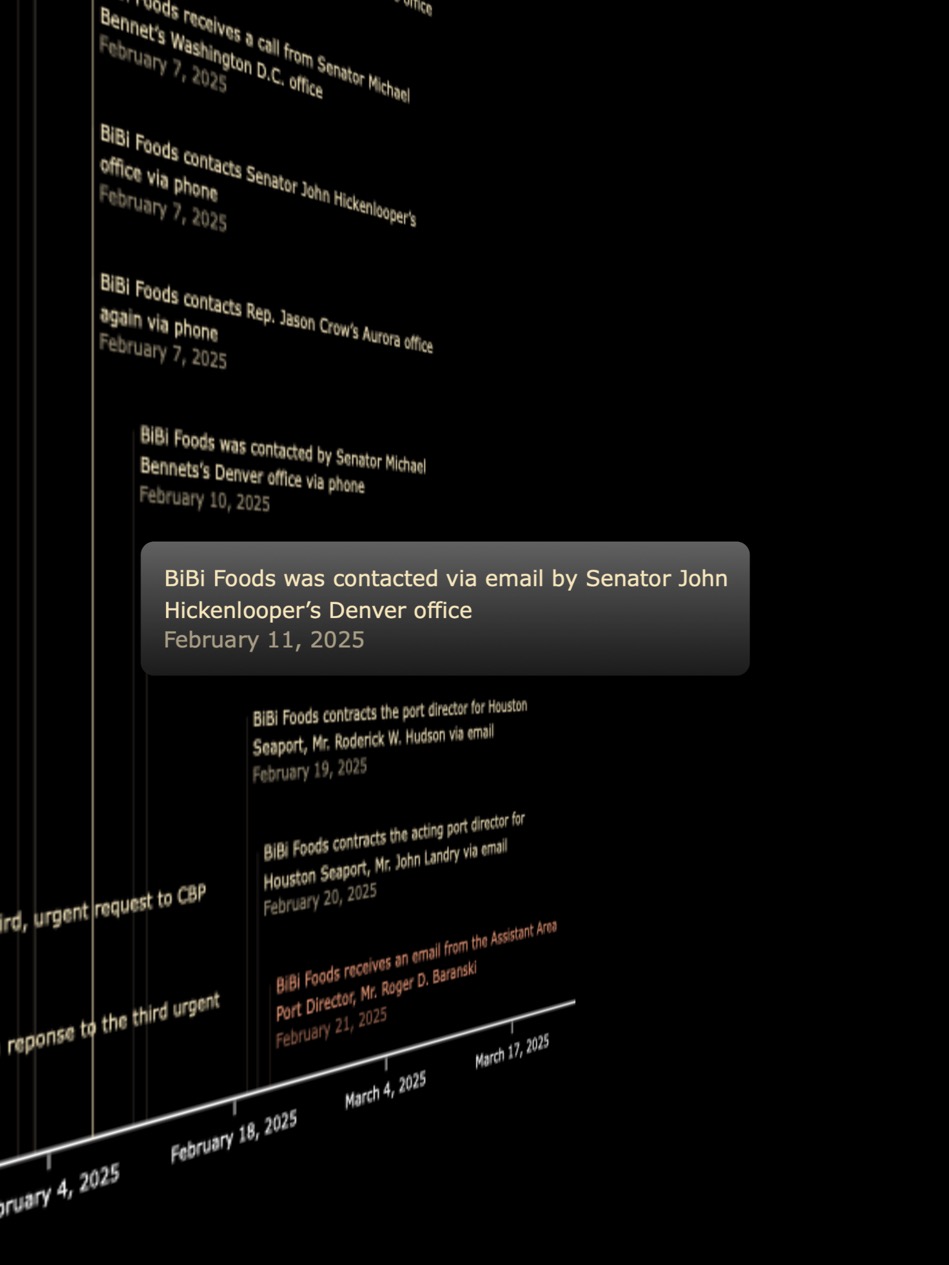 office
Foods receives a call from Senator Michael
Bennet's Washington D.C. office
February 7, 2025
BiBi Foods contacts Senator John Hickenlooper's
office via phone
February 7, 2025
BiBi Foods contacts Rep. Jason Crow's Aurora office
again via phone
February 7, 2025
BiBi Foods was contacted by Senator Michael
Bennets's Denver office via phone
February 10, 2025
BiBi Foods was contacted via email by Senator John
Hickenlooper’s Denver office
February 11, 2025
BiBi Foods contracts the port director for Houston
Seaport, Mr. Roderick W. Hudson via email
February 19, 2025
BiBi Foods contracts the acting port director for
Houston Seaport, Mr. John Landry via email
February 20, 2025
ird, urgent request to CBP
BiBi Foods receives an email from the Assistant Area
Port Director, Mr. Roger D. Baranski
February 21, 2025
reponse to the third urgent
bruary 4, 2025
February 18, 2025
March 4, 2025
March 17, 2025